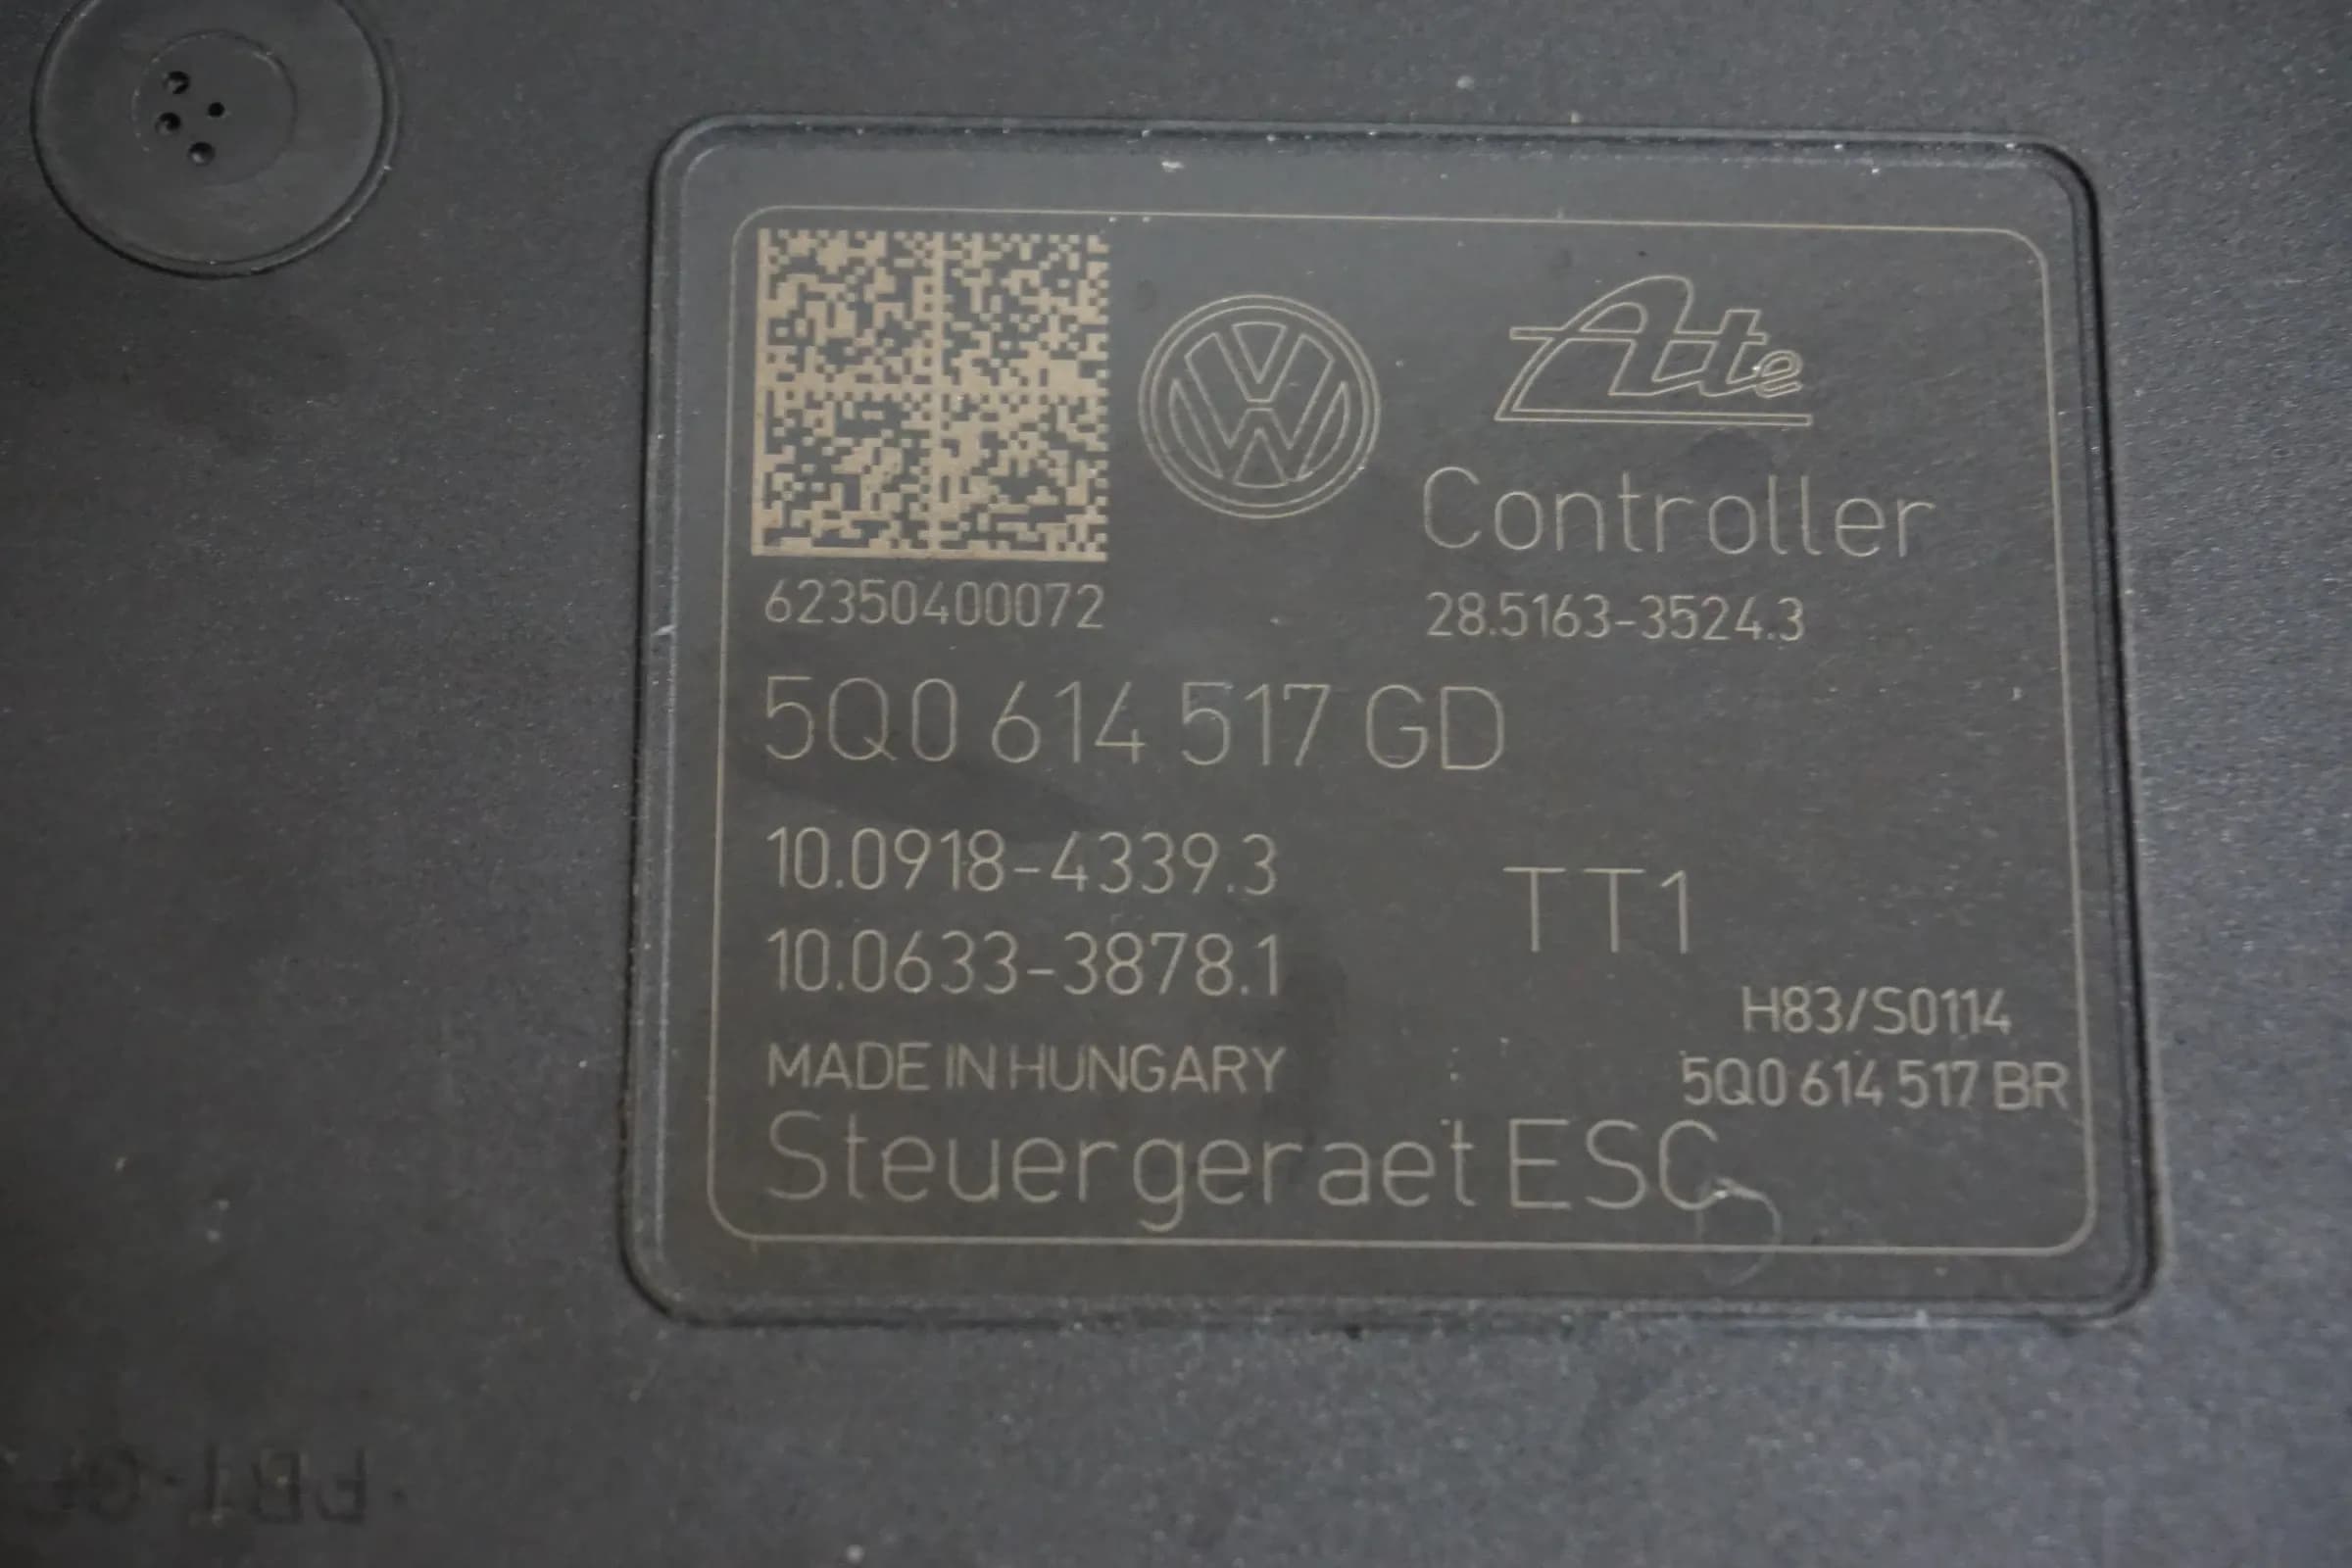 Ate
Controller
62350400072
28.5163-3524.3
5Q0 614 517 GD
10.0918-4339.3
TT1
10.0633-3878.1
H83/S0114
MADE IN HUNGARY
5Q0 614 517 BR
Steuergeraet ESC